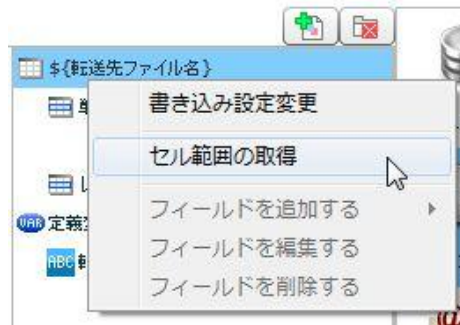 ${転送先ファイル名}
書き込み設定変更
セル範囲の取得
フィールドを追加する
フィールドを編集する
フィールドを削除する
VAR 定義
ABC